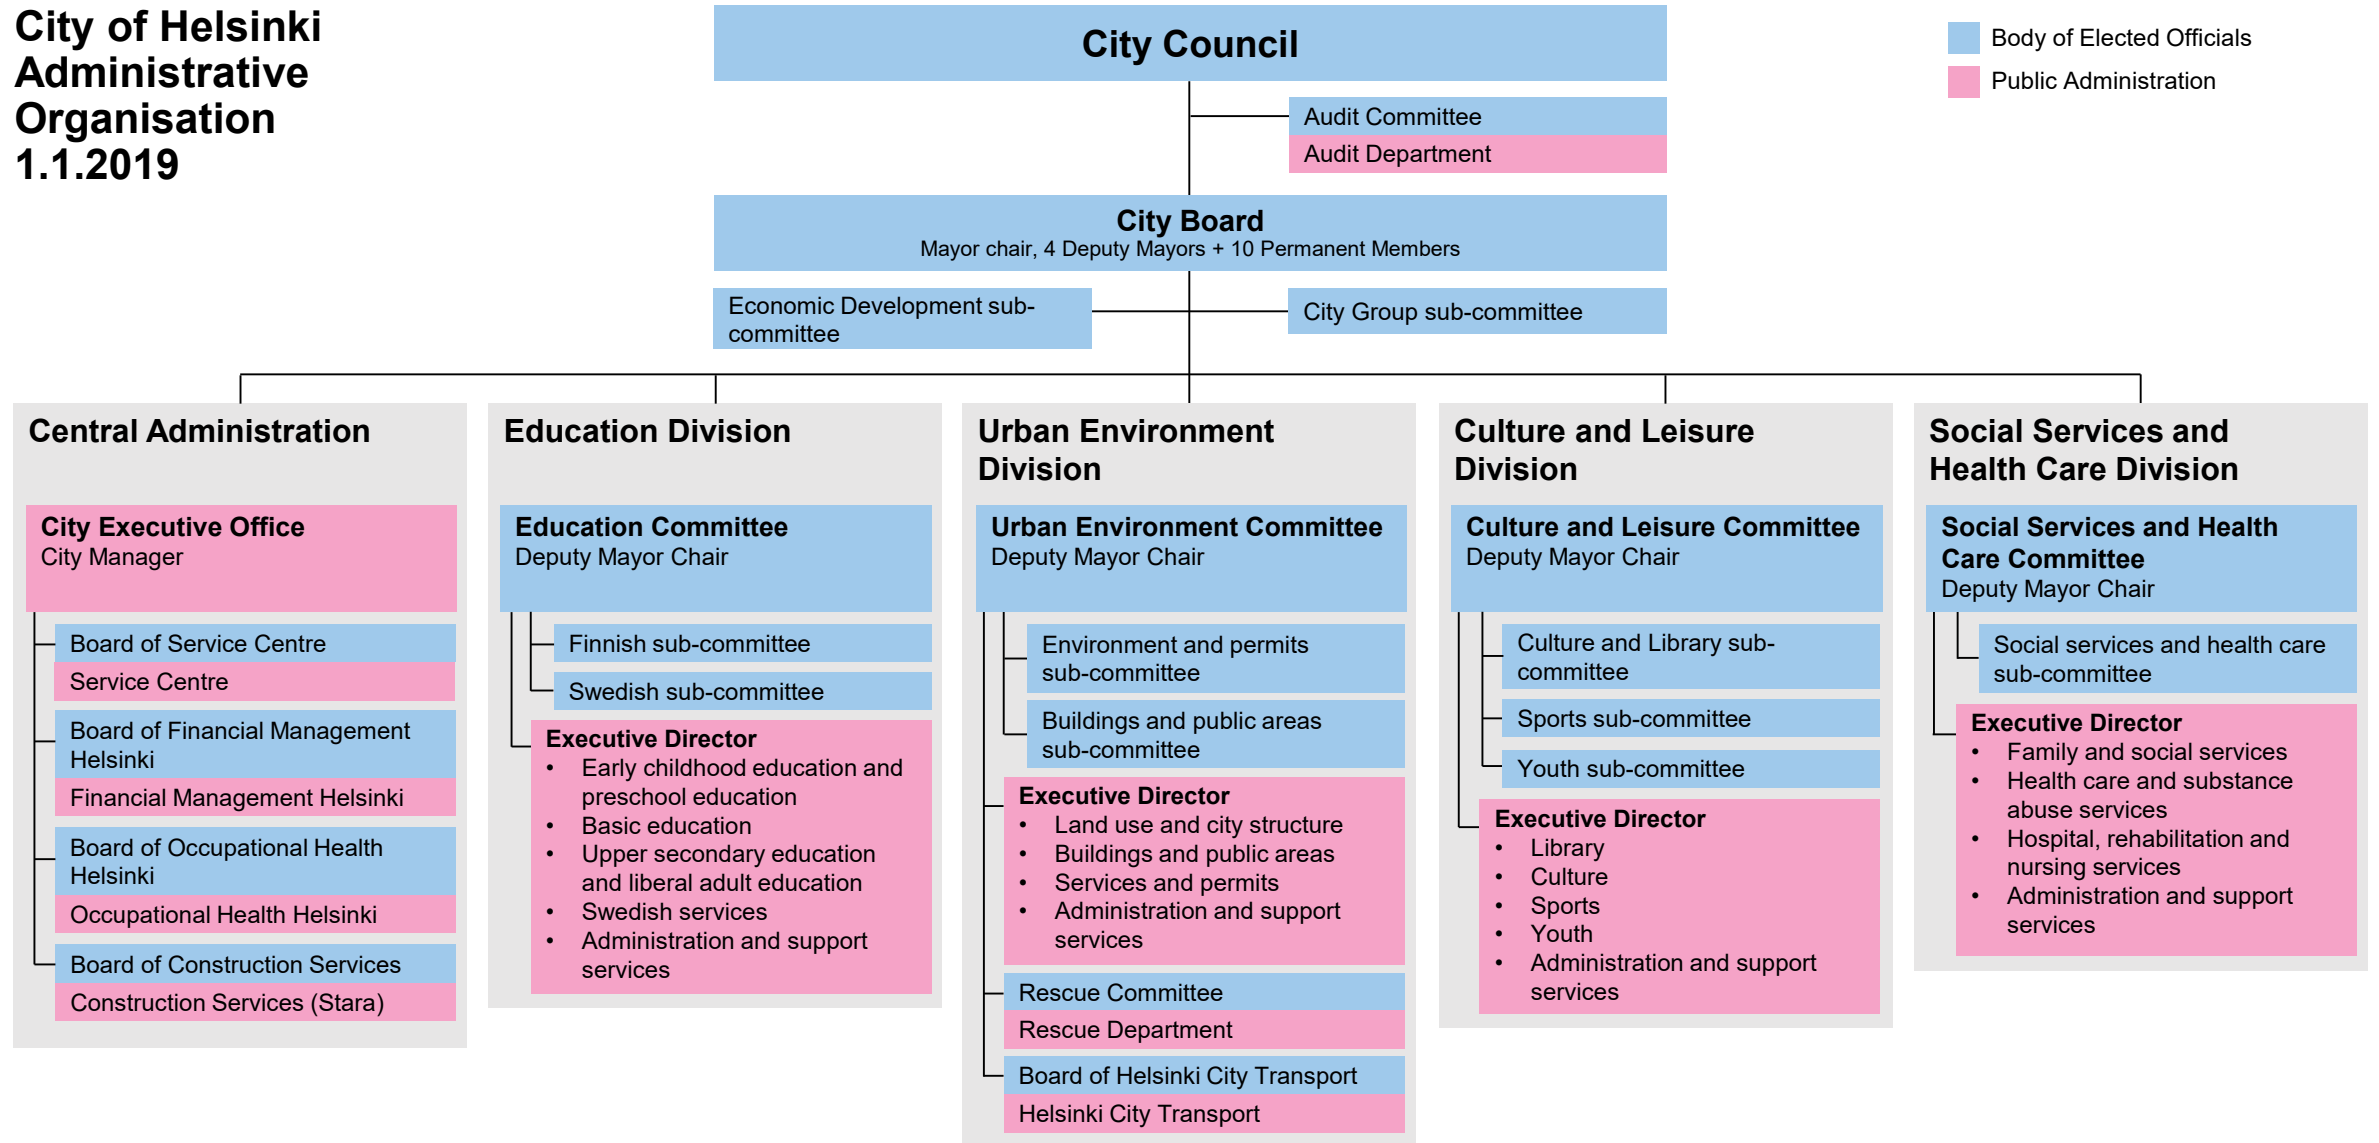 City of Helsinki
Administrative
Organisation
1.1.2019
City Council
Body of Elected Officials
Public Administration
Audit Committee
Audit Department
City Board
Mayor chair, 4 Deputy Mayors + 10 Permanent Members
Economic Development sub-
committee
City Group sub-committee
Central Administration
City Executive Office
City Manager
Board of Service Centre
Service Centre
Board of Financial Management
Helsinki
Financial Management Helsinki
Board of Occupational Health
Helsinki
Occupational Health Helsinki
Board of Construction Services
Construction Services (Stara)
Education Division
Education Committee
Deputy Mayor Chair
Finnish sub-committee
Swedish sub-committee
Executive Director
• Early childhood education and
preschool education
• Basic education
• Upper secondary education
and liberal adult education
• Swedish services
• Administration and support
services
Urban Environment
Division
Urban Environment Committee
Deputy Mayor Chair
Environment and permits
sub-committee
Buildings and public areas
sub-committee
Executive Director
• Land use and city structure
• Buildings and public areas
• Services and permits
• Administration and support
services
Rescue Committee
Rescue Department
Board of Helsinki City Transport
Helsinki City Transport
Culture and Leisure
Division
Culture and Leisure Committee
Deputy Mayor Chair
Culture and Library sub-
committee
Sports sub-committee
Youth sub-committee
Executive Director
• Library
• Culture
• Sports
• Youth
• Administration and support
services
Social Services and
Health Care Division
Social Services and Health
Care Committee
Deputy Mayor Chair
Social services and health care
sub-committee
Executive Director
• Family and social services
• Health care and substance
abuse services
• Hospital, rehabilitation and
nursing services
• Administration and support
services